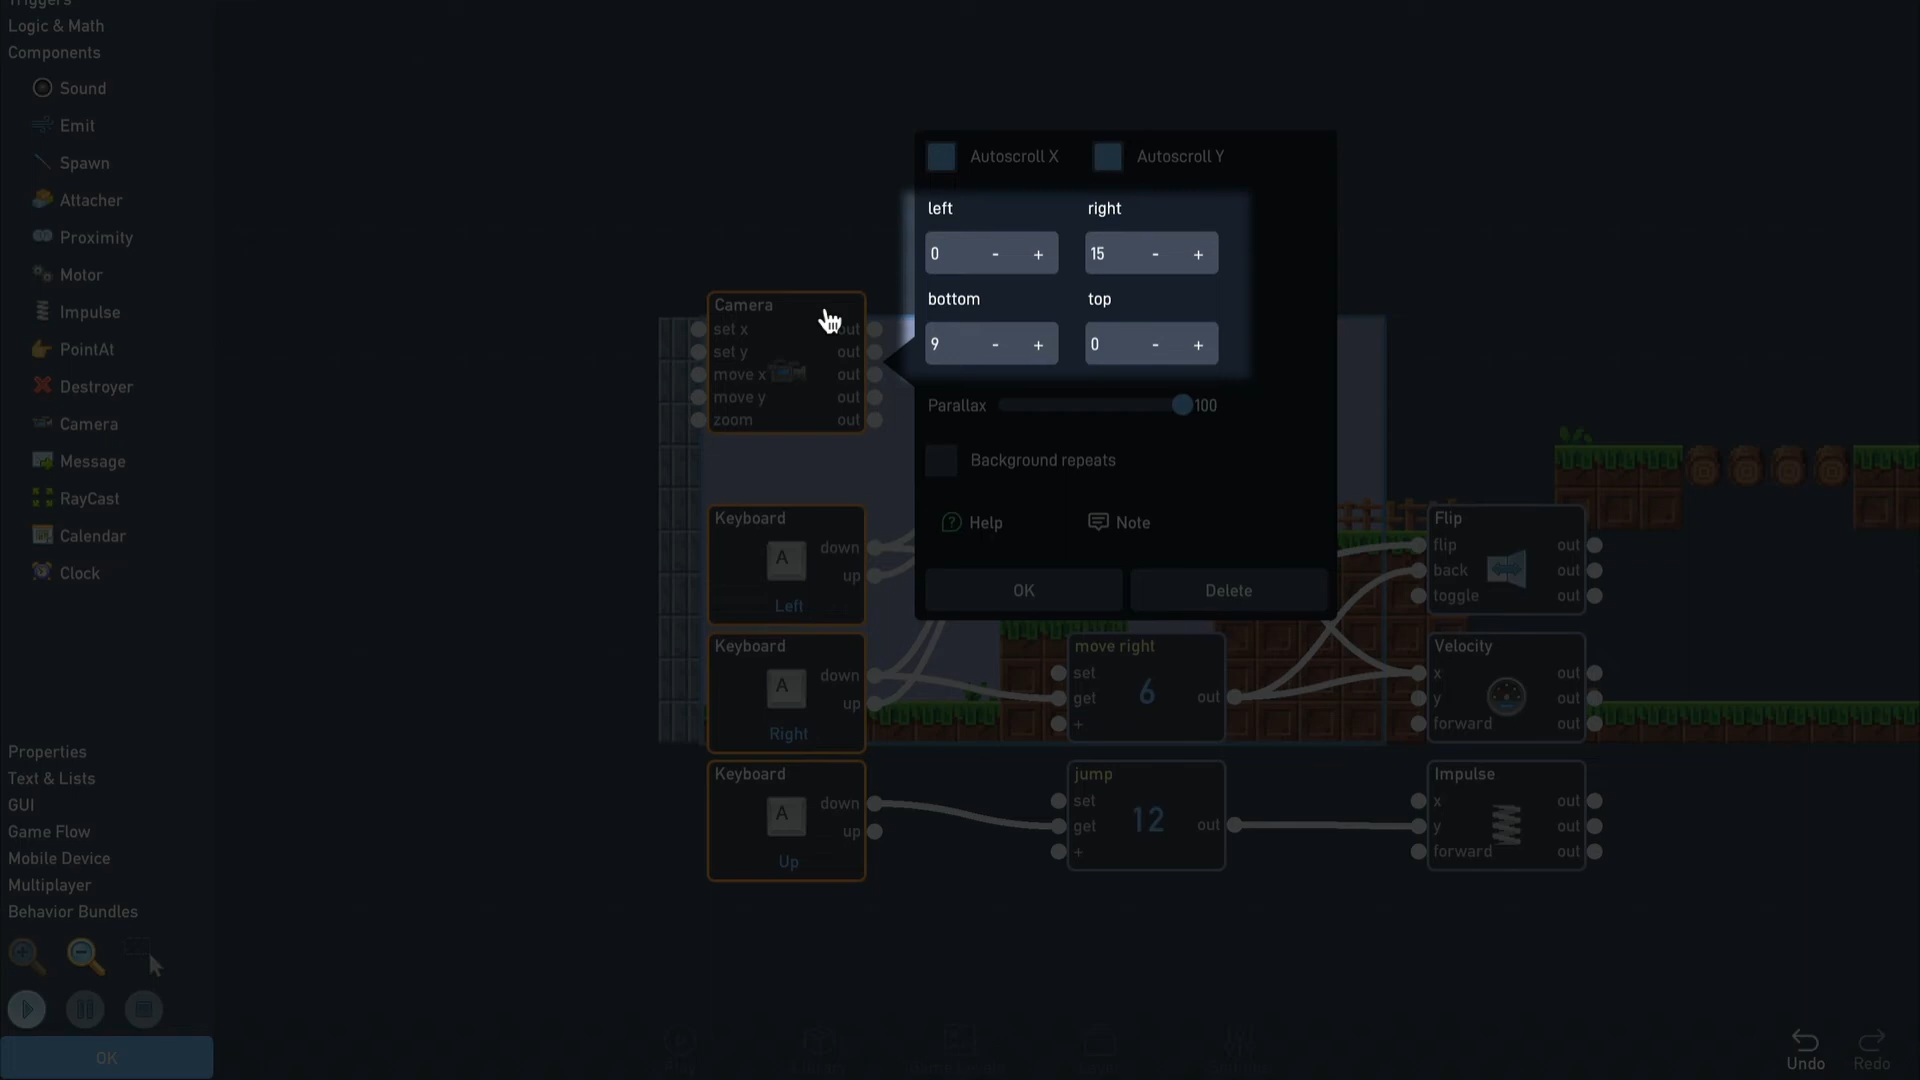 Triggers
Logic & Math
Components
Sound
Emit
Spawn
Attacher
Proximity
Motor
Impulse
PointAt
Destroyer
Camera
Message
RayCast
Calendar
Clock
Properties
Text & Lists
GUI
Game Flow
Mobile Device
Multiplayer
Behavior Bundles
OK
Camera
set x out
set y out
move x out
move y out
zoom out
Autoscroll X Autoscroll Y
left right
0 - + 15 - +
bottom top
9 - + 0 - +
Parallax 100
Background repeats
Help Note
OK Delete
Keyboard
A down
up
Left
Keyboard
A down
up
Right
Keyboard
A down
up
Up
move right
set
get 6 out
+
jump
set
get 12 out
+
Flip
flip out
back out
toggle out
Velocity
x out
y out
forward out
Impulse
x out
y out
forward out
Undo Redo